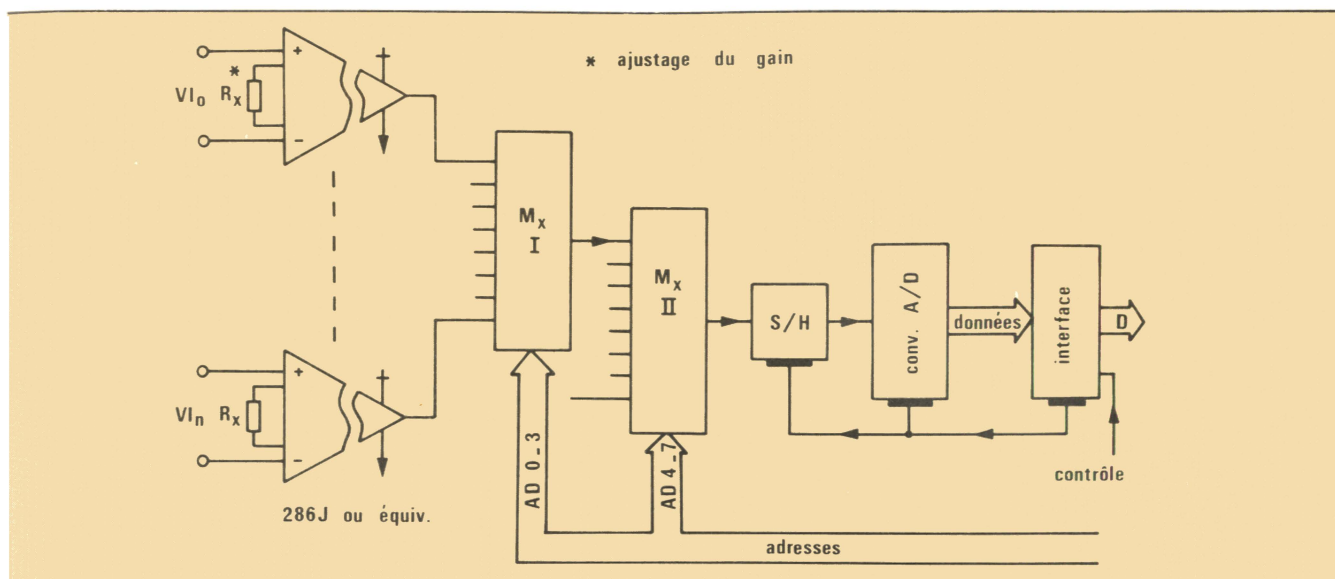 * ajustage du gain
+
*
VI₀ Rₓ
−
+
Mₓ
I
Mₓ
II
S/H
conv. A/D
données
interface
D
+
VIₙ Rₓ
−
+
AD 0_3
AD 4_7
contrôle
286J ou équiv.
adresses